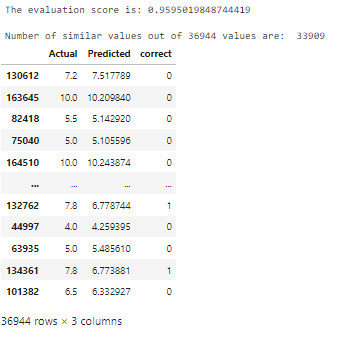 The evaluation score is: 0.9595019848744419
Number of similar values out of 36944 values are: 33909
Actual Predicted correct
130612 7.2 7.517789 0
163645 10.0 10.209840 0
82418 5.5 5.142920 0
75040 5.0 5.105596 0
164510 10.0 10.243874 0
... ... ... ...
132762 7.8 6.778744 1
44997 4.0 4.259395 0
63935 5.0 5.485610 0
134361 7.8 6.773881 1
101382 6.5 6.332927 0
36944 rows × 3 columns